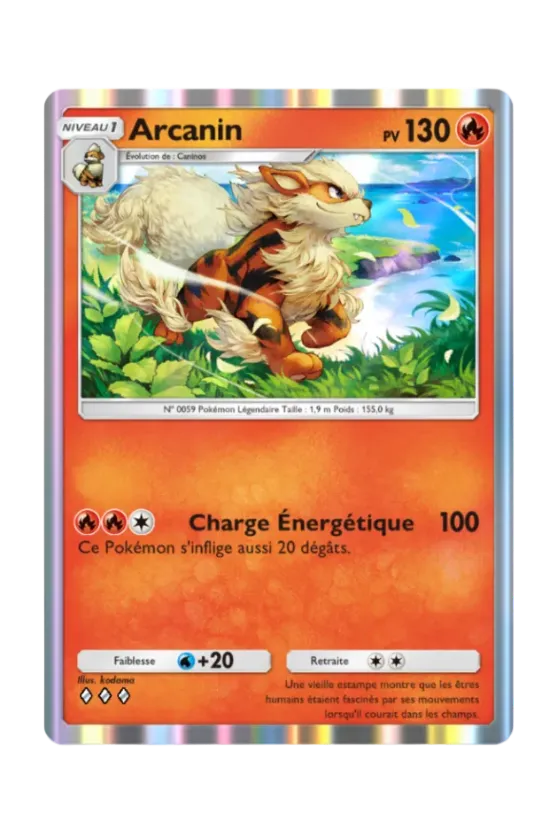 NIVEAU 1 Arcanin PV 130
Évolution de : Caninos
N° 0059 Pokémon Légendaire Taille : 1,9 m Poids : 155,0 kg
Charge Énergétique 100
Ce Pokémon s'inflige aussi 20 dégâts.
Faiblesse +20 Retraite
Illus. kodama
Une vieille estampe montre que les êtres
humains étaient fascinés par ses mouvements
lorsqu'il courait dans les champs.